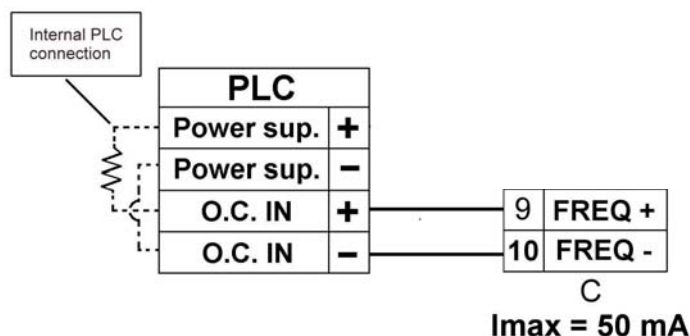 Internal PLC
connection
PLC
Power sup. +
Power sup. −
O.C. IN +
O.C. IN −
9 FREQ +
10 FREQ -
C
Imax = 50 mA